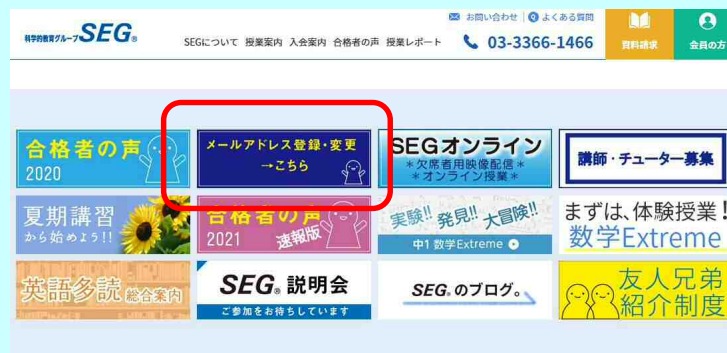 お問い合わせ よくある質問
科学的教育グループSEG®
SEGについて 授業案内 入会案内 合格者の声 授業レポート
03-3366-1466
資料請求
会員の方
合格者の声
2020
メールアドレス登録・変更
→こちら
SEGオンライン
*欠席者用映像配信*
*オンライン授業*
講師・チューター募集
夏期講習
から始めよう!!
合格者の声
2021 速報版
実験!! 発見!! 大冒険!!
中1 数学Extreme
まずは、体験授業!
数学Extreme
英語多読 総合案内
SEG® 説明会
ご参加をお待ちしています
SEG® のブログ。
友人兄弟
紹介制度